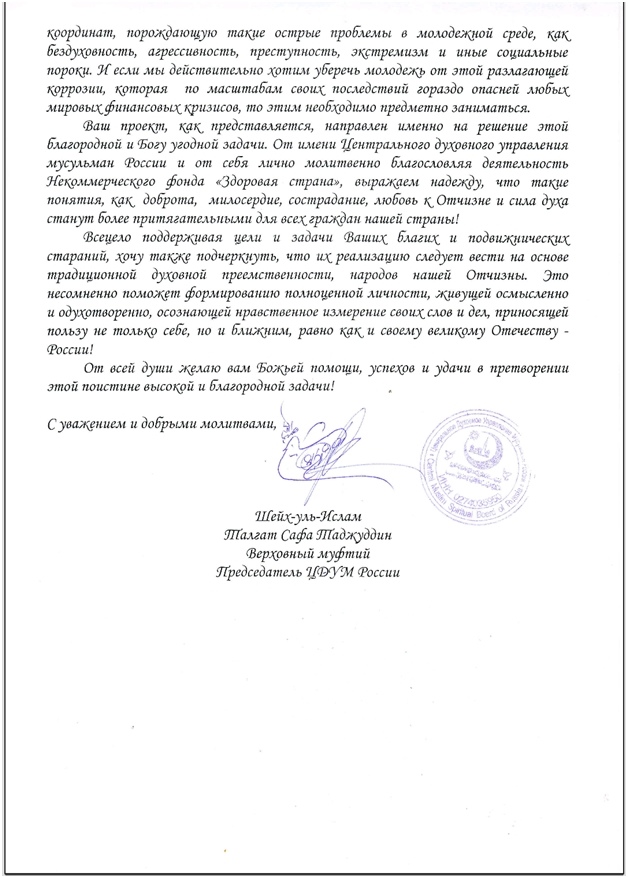 координат, порождающую такие острые проблемы в молодежной среде, как
бездуховность, агрессивность, преступность, экстремизм и иные социальные
пороки. И если мы действительно хотим уберечь молодежь от этой разлагающей
коррозии, которая по масштабам своих последствий гораздо опасней любых
мировых финансовых кризисов, то этим необходимо предметно заниматься.
Ваш проект, как представляется, направлен именно на решение этой
благородной и Богу угодной задачи. От имени Центрального духовного управления
мусульман России и от себя лично молитвенно благословляя деятельность
Некоммерческого фонда «Здоровая страна», выражаем надежду, что такие
понятия, как доброта, милосердие, сострадание, любовь к Отчизне и сила духа
станут более притягательными для всех граждан нашей страны!
Всецело поддерживая цели и задачи Ваших благих и подвижнических
стараний, хочу также подчеркнуть, что их реализацию следует вести на основе
традиционной духовной преемственности, народов нашей Отчизны. Это
несомненно поможет формированию полноценной личности, живущей осмысленно
и одухотворенно, осознающей нравственное измерение своих слов и дел, приносящей
пользу не только себе, но и ближним, равно как и своему великому Отечеству -
России!
От всей души желаю вам Божьей помощи, успехов и удачи в претворении
этой поистине высокой и благородной задачи!
С уважением и добрыми молитвами,
Шейх-уль-Ислам
Талгат Сафа Таджуддин
Верховный муфтий
Председатель ЦДУМ России
Центральное Духовное Управление
Muslim Spiritual Board of Russia
ИНН